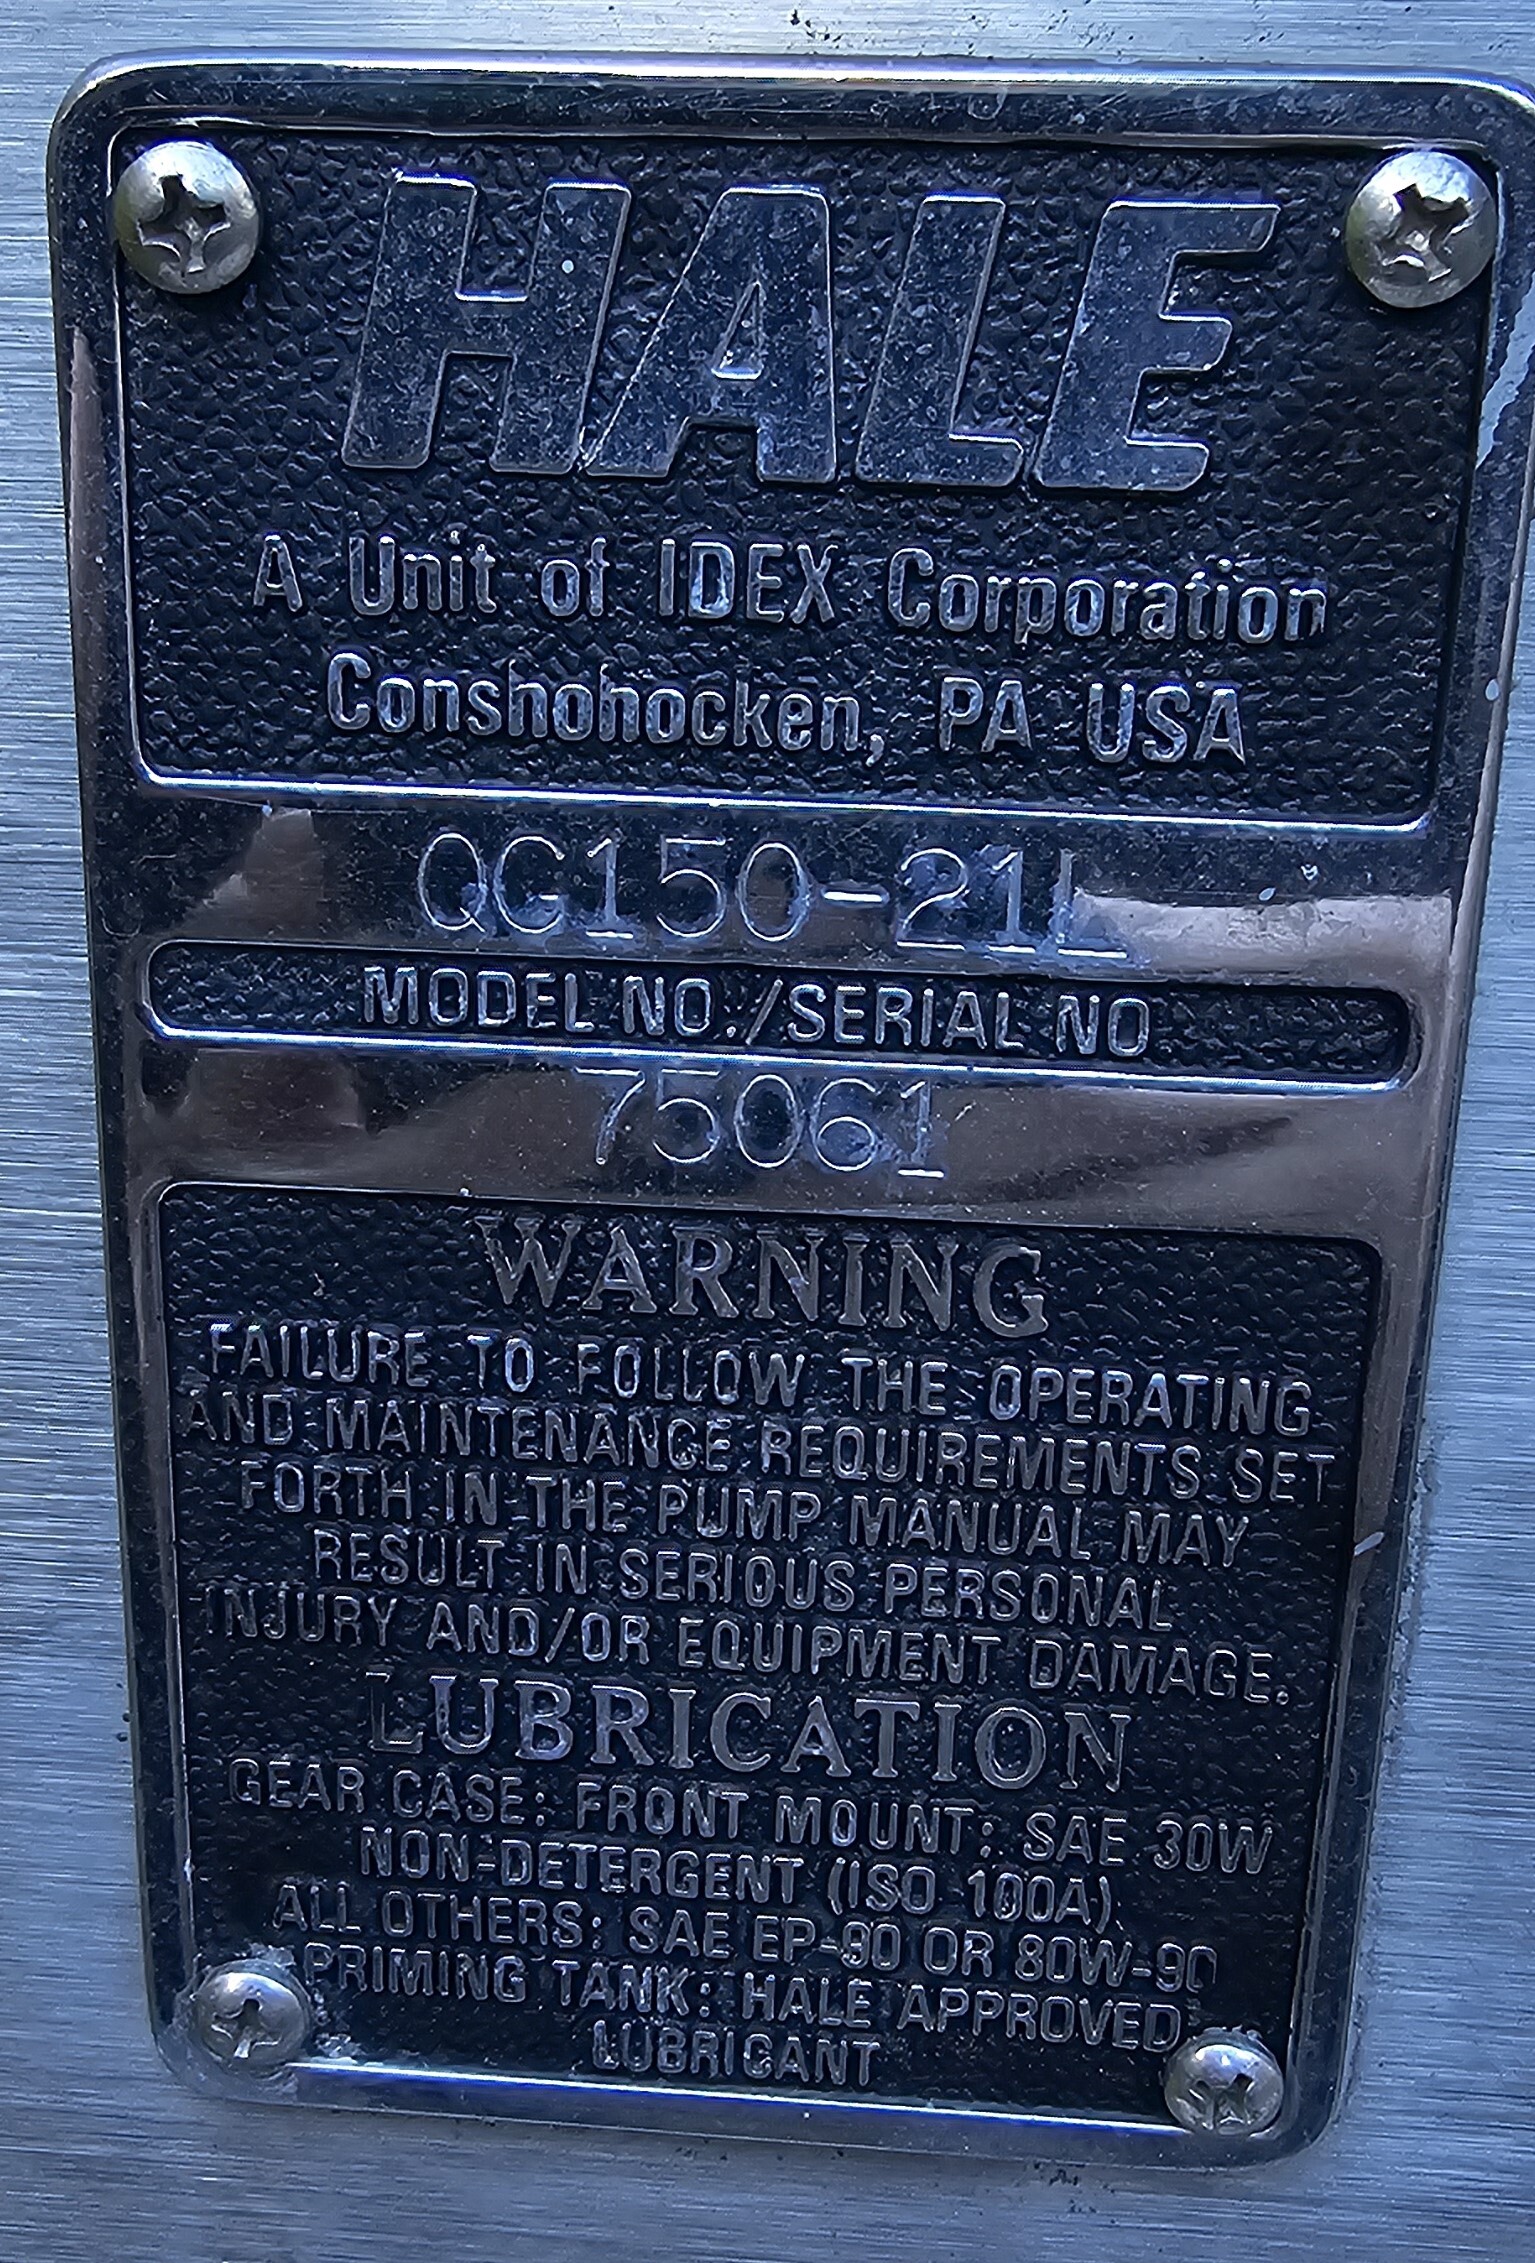 HALE
A Unit of IDEX Corporation
Conshohocken, PA USA
QG150-21L
MODEL NO./SERIAL NO
75061
WARNING
FAILURE TO FOLLOW THE OPERATING
AND MAINTENANCE REQUIREMENTS SET
FORTH IN THE PUMP MANUAL MAY
RESULT IN SERIOUS PERSONAL
INJURY AND/OR EQUIPMENT DAMAGE.
LUBRICATION
GEAR CASE: FRONT MOUNT: SAE 30W
NON-DETERGENT (ISO 100A).
ALL OTHERS: SAE EP-90 OR 80W-90
PRIMING TANK: HALE APPROVED
LUBRICANT